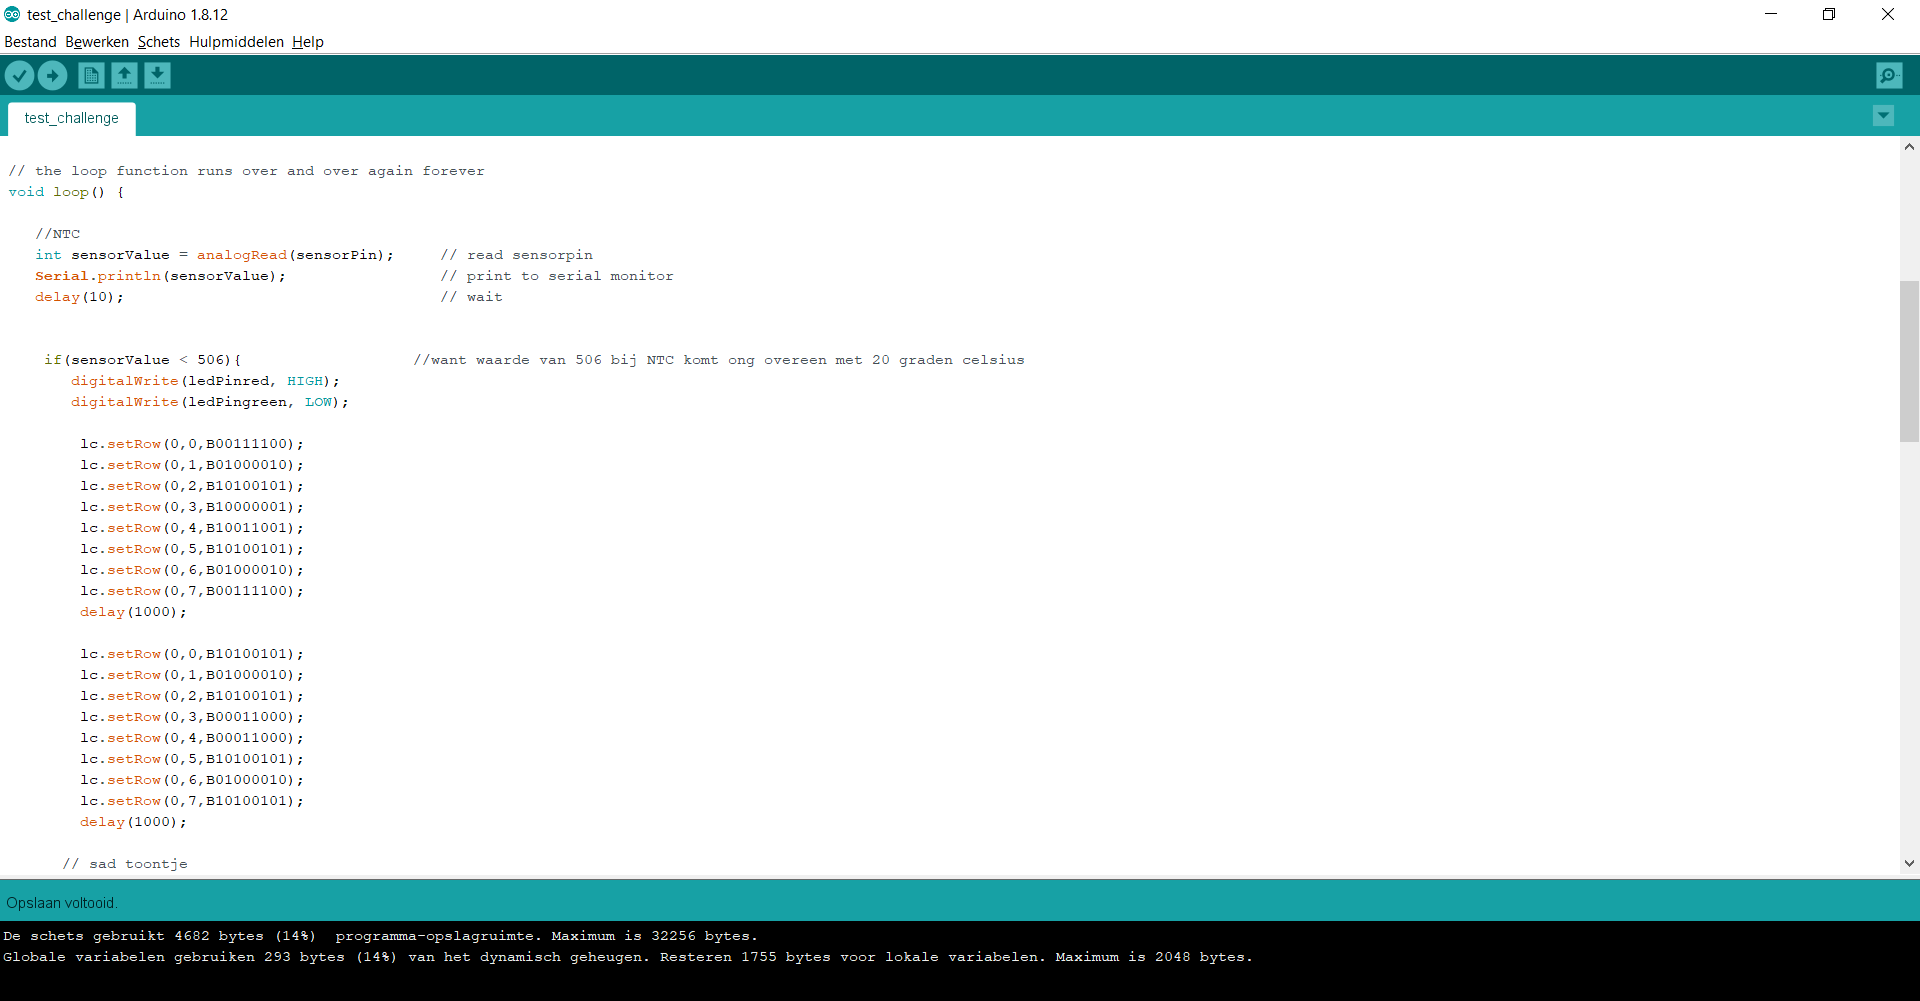 test_challenge | Arduino 1.8.12
Bestand Bewerken Schets Hulpmiddelen Help
test_challenge
// the loop function runs over and over again forever
void loop() {
//NTC
int sensorValue = analogRead(sensorPin); // read sensorpin
Serial.println(sensorValue); // print to serial monitor
delay(10); // wait
if(sensorValue < 506){ //want waarde van 506 bij NTC komt ong overeen met 20 graden celsius
digitalWrite(ledPinred, HIGH);
digitalWrite(ledPingreen, LOW);
lc.setRow(0,0,B00111100);
lc.setRow(0,1,B01000010);
lc.setRow(0,2,B10100101);
lc.setRow(0,3,B10000001);
lc.setRow(0,4,B10011001);
lc.setRow(0,5,B10100101);
lc.setRow(0,6,B01000010);
lc.setRow(0,7,B00111100);
delay(1000);
lc.setRow(0,0,B10100101);
lc.setRow(0,1,B01000010);
lc.setRow(0,2,B10100101);
lc.setRow(0,3,B00011000);
lc.setRow(0,4,B00011000);
lc.setRow(0,5,B10100101);
lc.setRow(0,6,B01000010);
lc.setRow(0,7,B10100101);
delay(1000);
// sad toontje
Opslaan voltooid.
De schets gebruikt 4682 bytes (14%)  programma-opslagruimte. Maximum is 32256 bytes.
Globale variabelen gebruiken 293 bytes (14%) van het dynamisch geheugen. Resteren 1755 bytes voor lokale variabelen. Maximum is 2048 bytes.